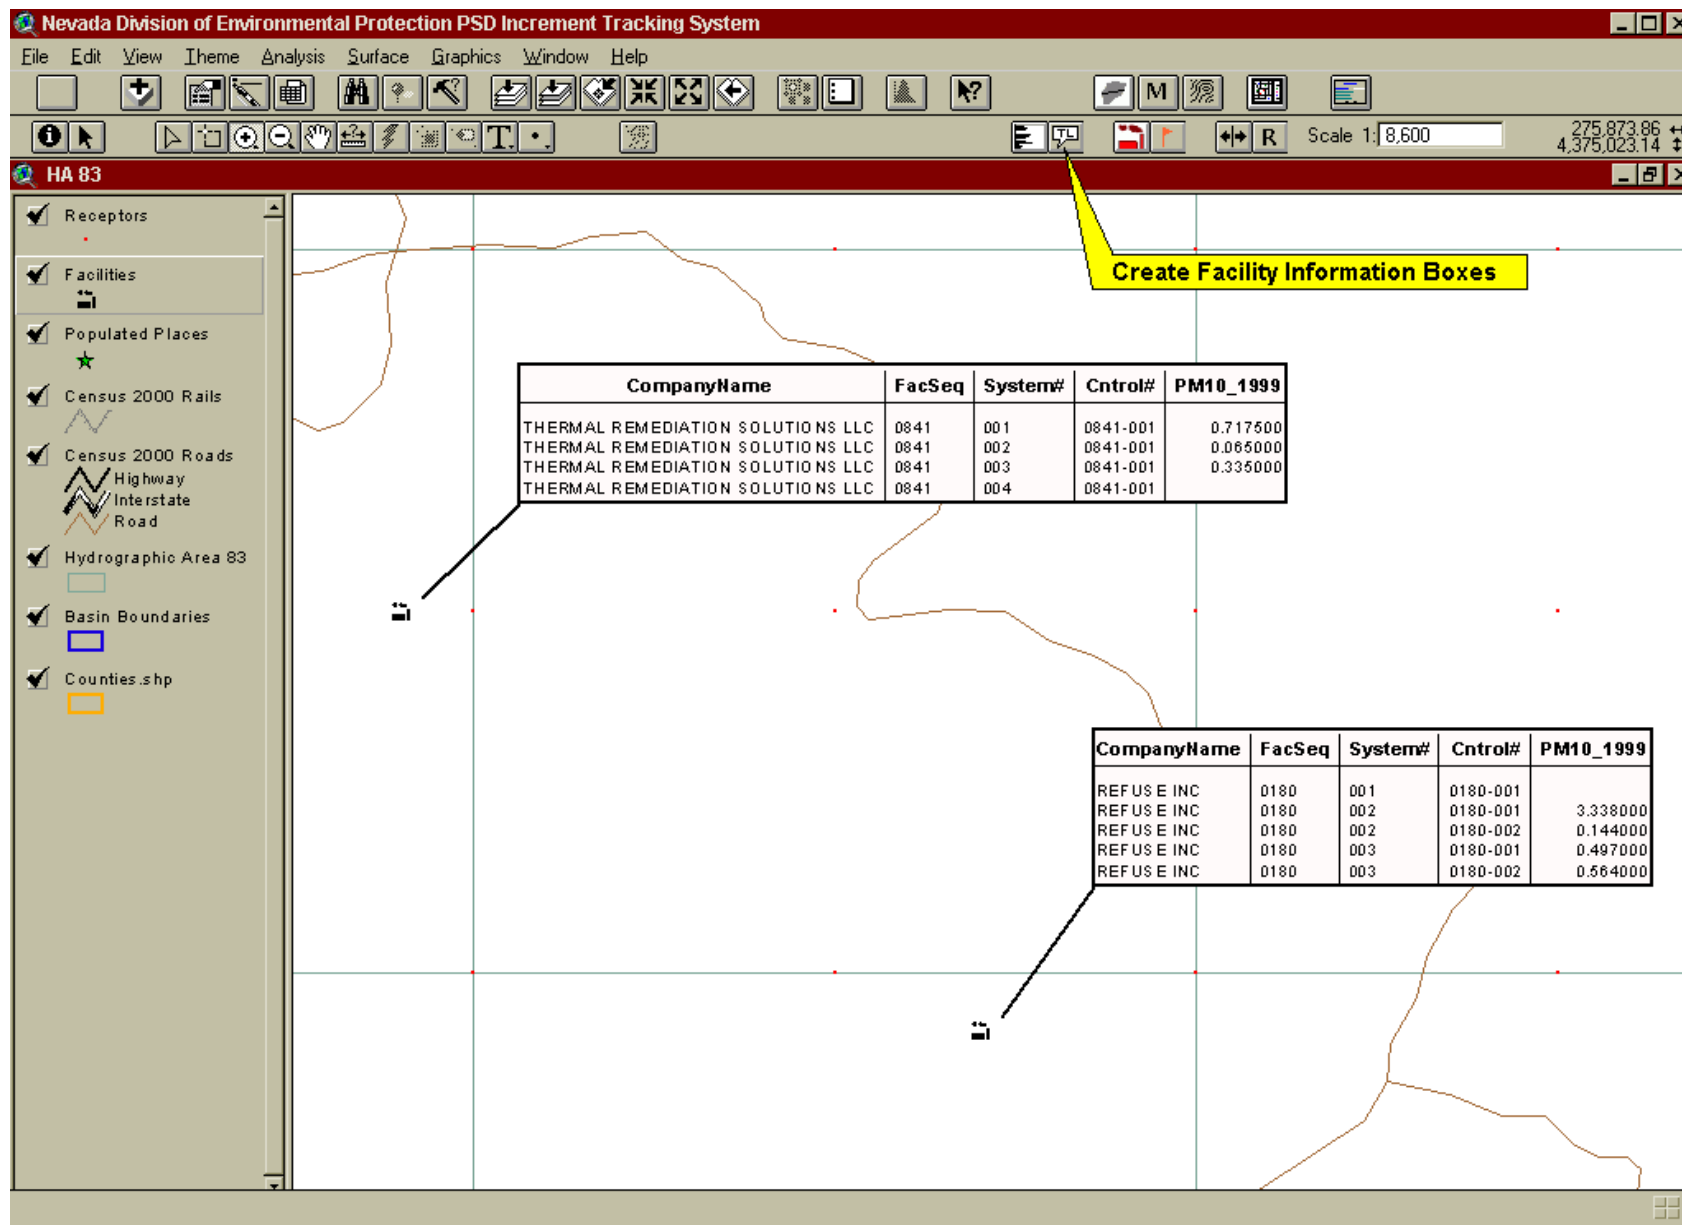 Nevada Division of Environmental Protection PSD Increment Tracking System
File Edit View Theme Analysis Surface Graphics Window Help
M
T
TL
R
Scale 1: 8,600
275,873.86
4,375,023.14
HA 83
Receptors
Facilities
Populated Places
Census 2000 Rails
Census 2000 Roads
Highway
Interstate
Road
Hydrographic Area 83
Basin Boundaries
Counties.shp
Create Facility Information Boxes
CompanyName FacSeq System# Cntrol# PM10_1999
THERMAL REMEDIATION SOLUTIONS LLC 0841 001 0841-001 0.717500
THERMAL REMEDIATION SOLUTIONS LLC 0841 002 0841-001 0.065000
THERMAL REMEDIATION SOLUTIONS LLC 0841 003 0841-001 0.335000
THERMAL REMEDIATION SOLUTIONS LLC 0841 004 0841-001
CompanyName FacSeq System# Cntrol# PM10_1999
REFUSE INC 0180 001 0180-001
REFUSE INC 0180 002 0180-001 3.338000
REFUSE INC 0180 002 0180-002 0.144000
REFUSE INC 0180 003 0180-001 0.497000
REFUSE INC 0180 003 0180-002 0.564000